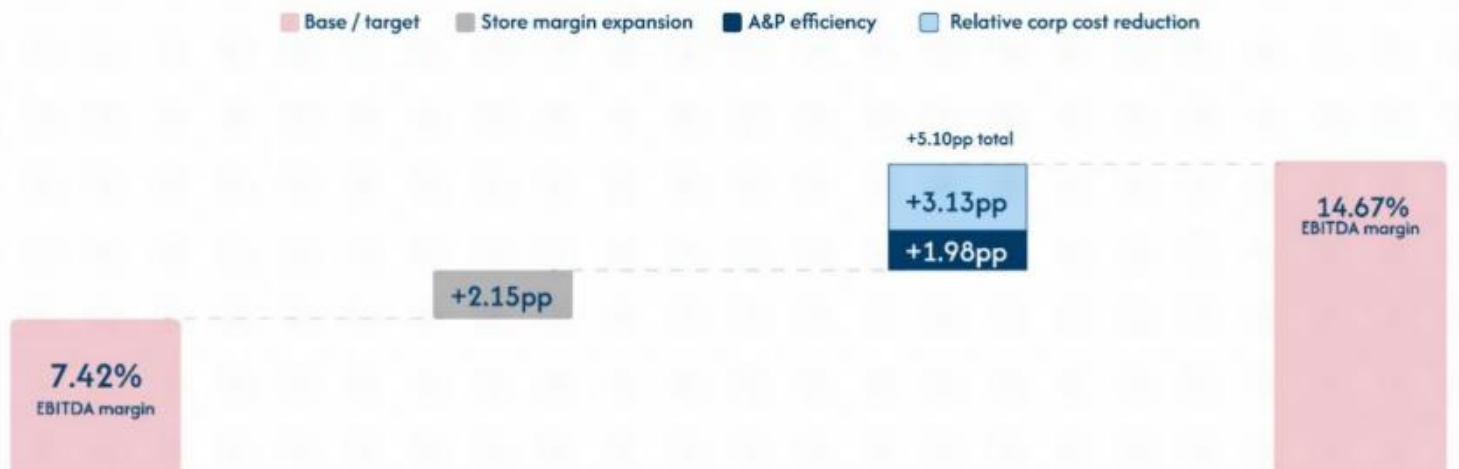 Base / target Store margin expansion A&P efficiency Relative corp cost reduction
+5.10pp total
+3.13pp
+1.98pp
14.67%
EBITDA margin
+2.15pp
7.42%
EBITDA margin